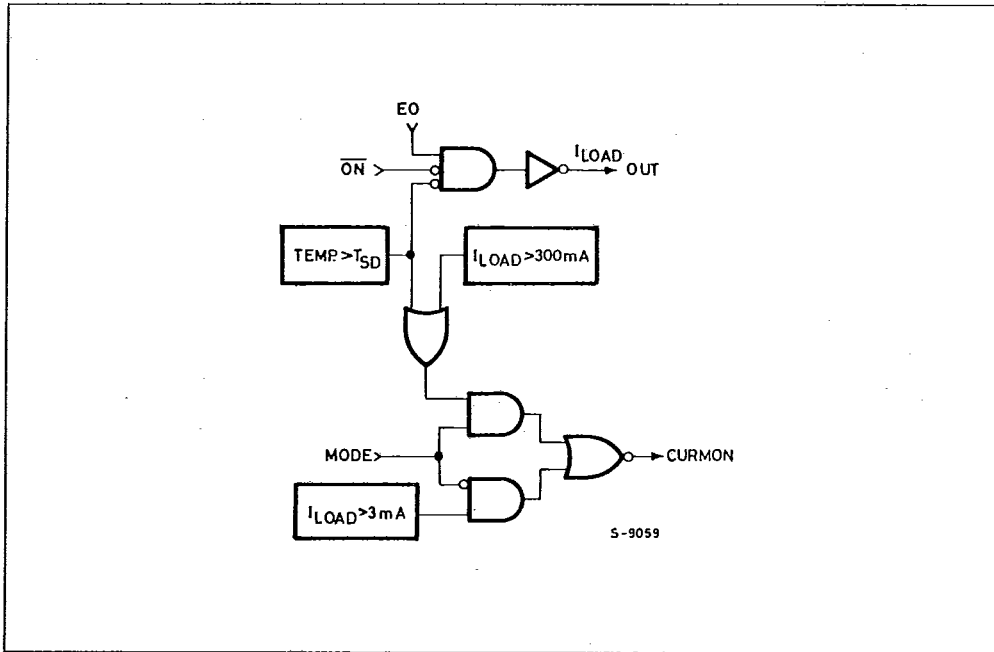 EO
ON
ILOAD
OUT
TEMP.>TSD
ILOAD>300mA
MODE
CURMON
ILOAD>3mA
S-9059